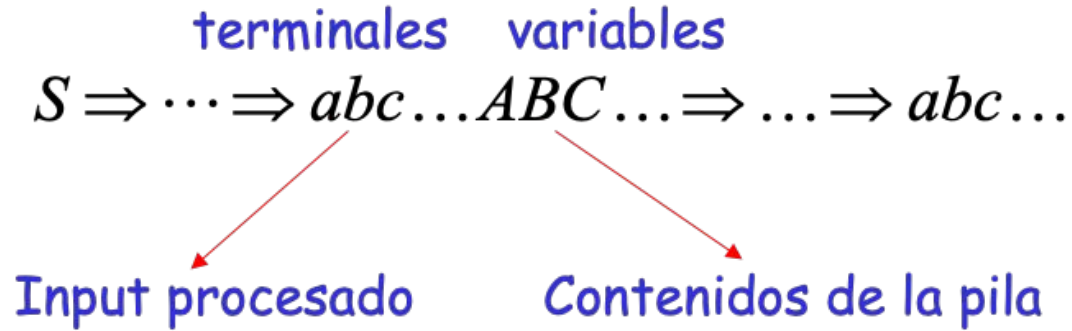 terminales variables
S ⇒ ··· ⇒ abc...ABC... ⇒ ... ⇒ abc...
Input procesado Contenidos de la pila